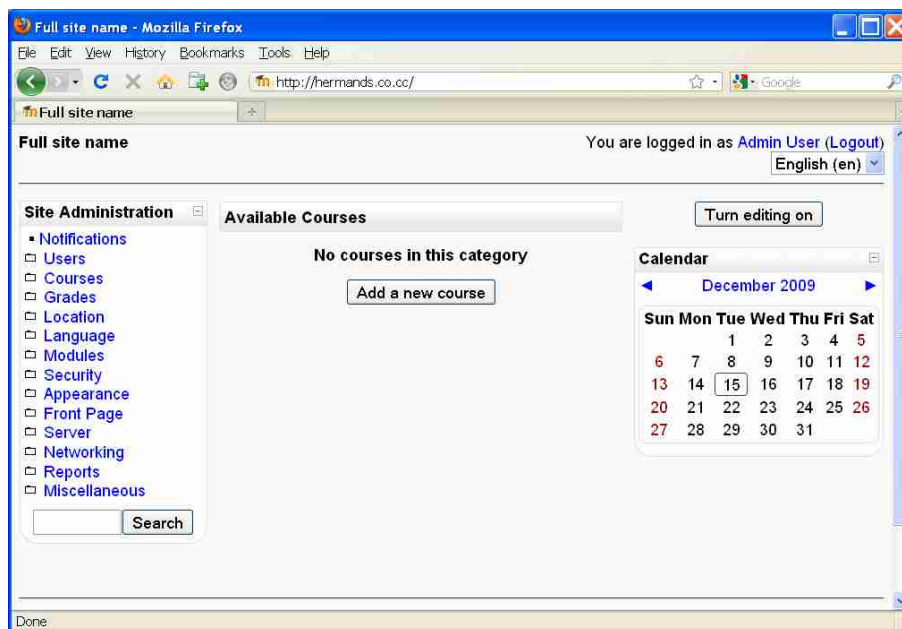 Full site name - Mozilla Firefox
File Edit View History Bookmarks Tools Help
http://hermands.co.cc/
Google
Full site name
Full site name
You are logged in as Admin User (Logout)
English (en)
Site Administration
Notifications
Users
Courses
Grades
Location
Language
Modules
Security
Appearance
Front Page
Server
Networking
Reports
Miscellaneous
Search
Available Courses
No courses in this category
Add a new course
Turn editing on
Calendar
December 2009
Sun Mon Tue Wed Thu Fri Sat
1 2 3 4 5
6 7 8 9 10 11 12
13 14 15 16 17 18 19
20 21 22 23 24 25 26
27 28 29 30 31
Done